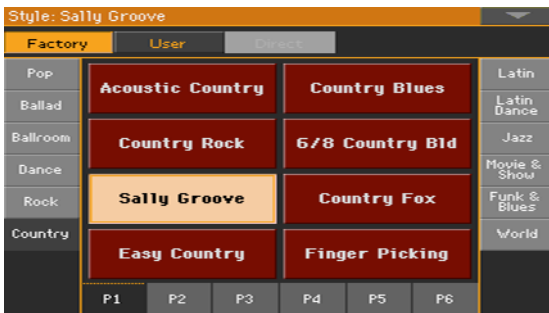 Style: Sally Groove
Factory User Direct
Pop
Ballad
Ballroom
Dance
Rock
Country
Acoustic Country Country Blues
Country Rock 6/8 Country Bld
Sally Groove Country Fox
Easy Country Finger Picking
Latin
Latin
Dance
Jazz
Movie &
Show
Funk &
Blues
World
P1 P2 P3 P4 P5 P6